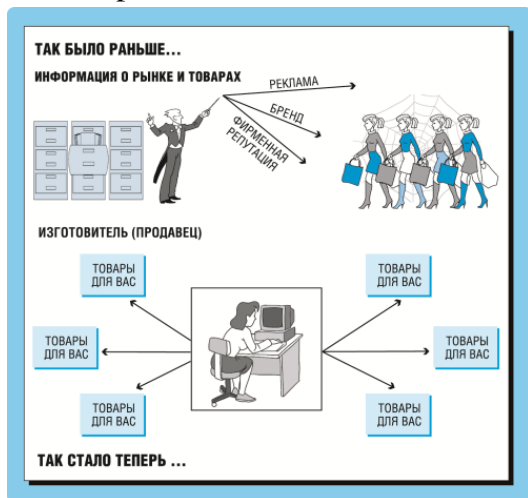 ТАК БЫЛО РАНЬШЕ...
ИНФОРМАЦИЯ О РЫНКЕ И ТОВАРАХ
РЕКЛАМА
БРЕНД
ФИРМЕННАЯ
РЕПУТАЦИЯ
ИЗГОТОВИТЕЛЬ (ПРОДАВЕЦ)
ТОВАРЫ
ДЛЯ ВАС
ТОВАРЫ
ДЛЯ ВАС
ТОВАРЫ
ДЛЯ ВАС
ТОВАРЫ
ДЛЯ ВАС
ТОВАРЫ
ДЛЯ ВАС
ТОВАРЫ
ДЛЯ ВАС
ТАК СТАЛО ТЕПЕРЬ ...